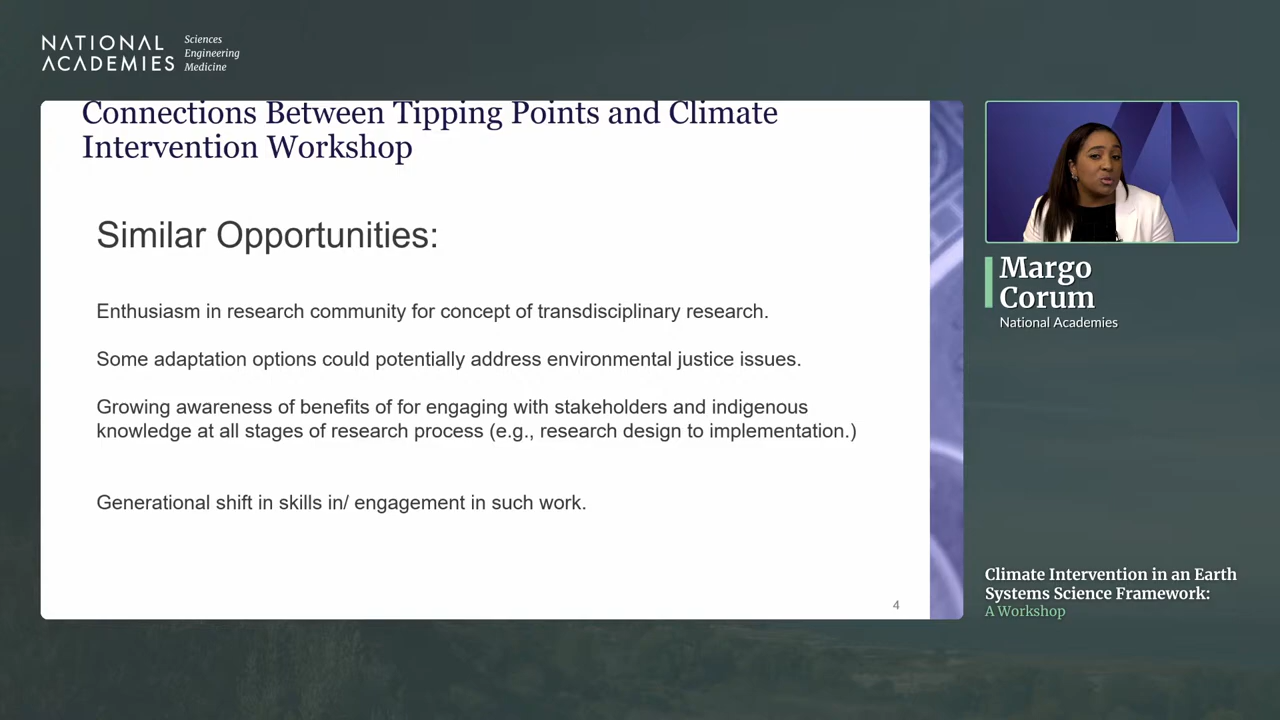 NATIONAL
ACADEMIES
Sciences
Engineering
Medicine
Connections Between Tipping Points and Climate
Intervention Workshop
Similar Opportunities:
Enthusiasm in research community for concept of transdisciplinary research.
Some adaptation options could potentially address environmental justice issues.
Growing awareness of benefits of for engaging with stakeholders and indigenous
knowledge at all stages of research process (e.g., research design to implementation.)
Generational shift in skills in/ engagement in such work.
4
Margo
Corum
National Academies
Climate Intervention in an Earth
Systems Science Framework:
A Workshop